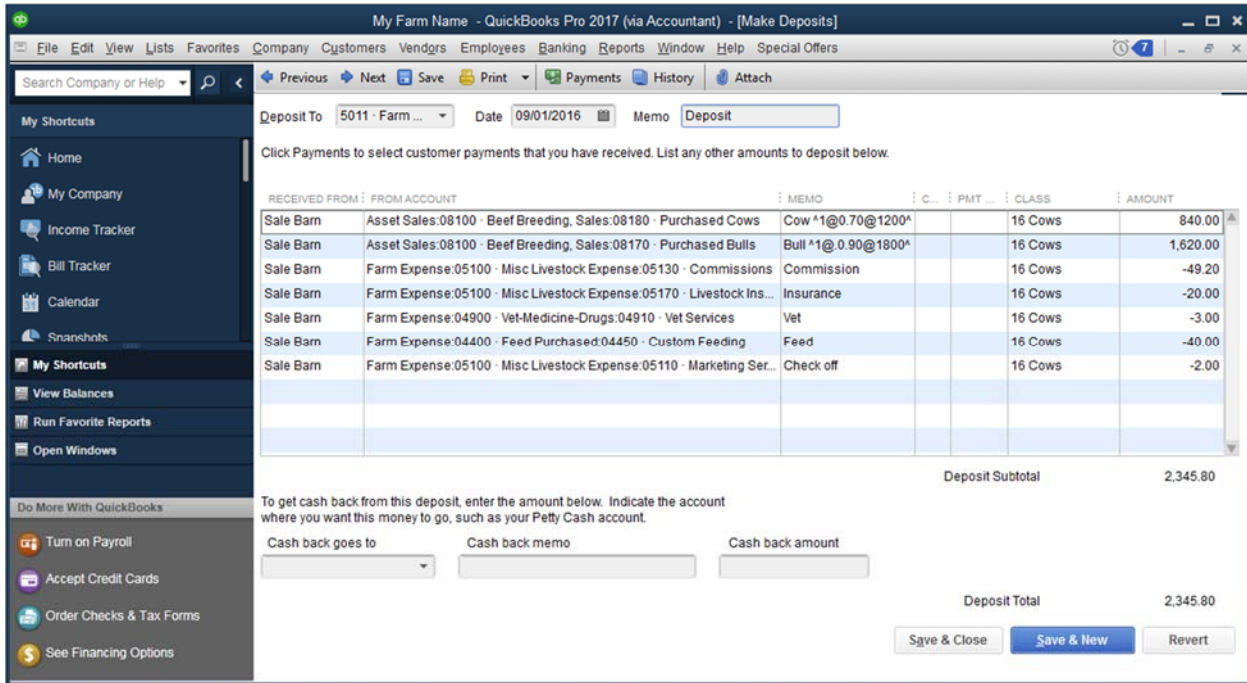 My Farm Name - QuickBooks Pro 2017 (via Accountant) - [Make Deposits]
File Edit View Lists Favorites Company Customers Vendors Employees Banking Reports Window Help Special Offers 7
Search Company or Help Previous Next Save Print Payments History Attach
My Shortcuts
Home
My Company
Income Tracker
Bill Tracker
Calendar
Snapshots
My Shortcuts
View Balances
Run Favorite Reports
Open Windows
Do More With QuickBooks
Turn on Payroll
Accept Credit Cards
Order Checks & Tax Forms
See Financing Options
Deposit To 5011 · Farm ... Date 09/01/2016 Memo Deposit
Click Payments to select customer payments that you have received. List any other amounts to deposit below.
RECEIVED FROM FROM ACCOUNT MEMO C... PMT ... CLASS AMOUNT
Sale Barn Asset Sales:08100 · Beef Breeding, Sales:08180 · Purchased Cows Cow ^1@0.70@1200^ 16 Cows 840.00
Sale Barn Asset Sales:08100 · Beef Breeding, Sales:08170 · Purchased Bulls Bull ^1@.0.90@1800^ 16 Cows 1,620.00
Sale Barn Farm Expense:05100 · Misc Livestock Expense:05130 · Commissions Commission 16 Cows -49.20
Sale Barn Farm Expense:05100 · Misc Livestock Expense:05170 · Livestock Ins... Insurance 16 Cows -20.00
Sale Barn Farm Expense:04900 · Vet-Medicine-Drugs:04910 · Vet Services Vet 16 Cows -3.00
Sale Barn Farm Expense:04400 · Feed Purchased:04450 · Custom Feeding Feed 16 Cows -40.00
Sale Barn Farm Expense:05100 · Misc Livestock Expense:05110 · Marketing Ser... Check off 16 Cows -2.00
Deposit Subtotal 2,345.80
To get cash back from this deposit, enter the amount below. Indicate the account
where you want this money to go, such as your Petty Cash account.
Cash back goes to Cash back memo Cash back amount
Deposit Total 2,345.80
Save & Close Save & New Revert